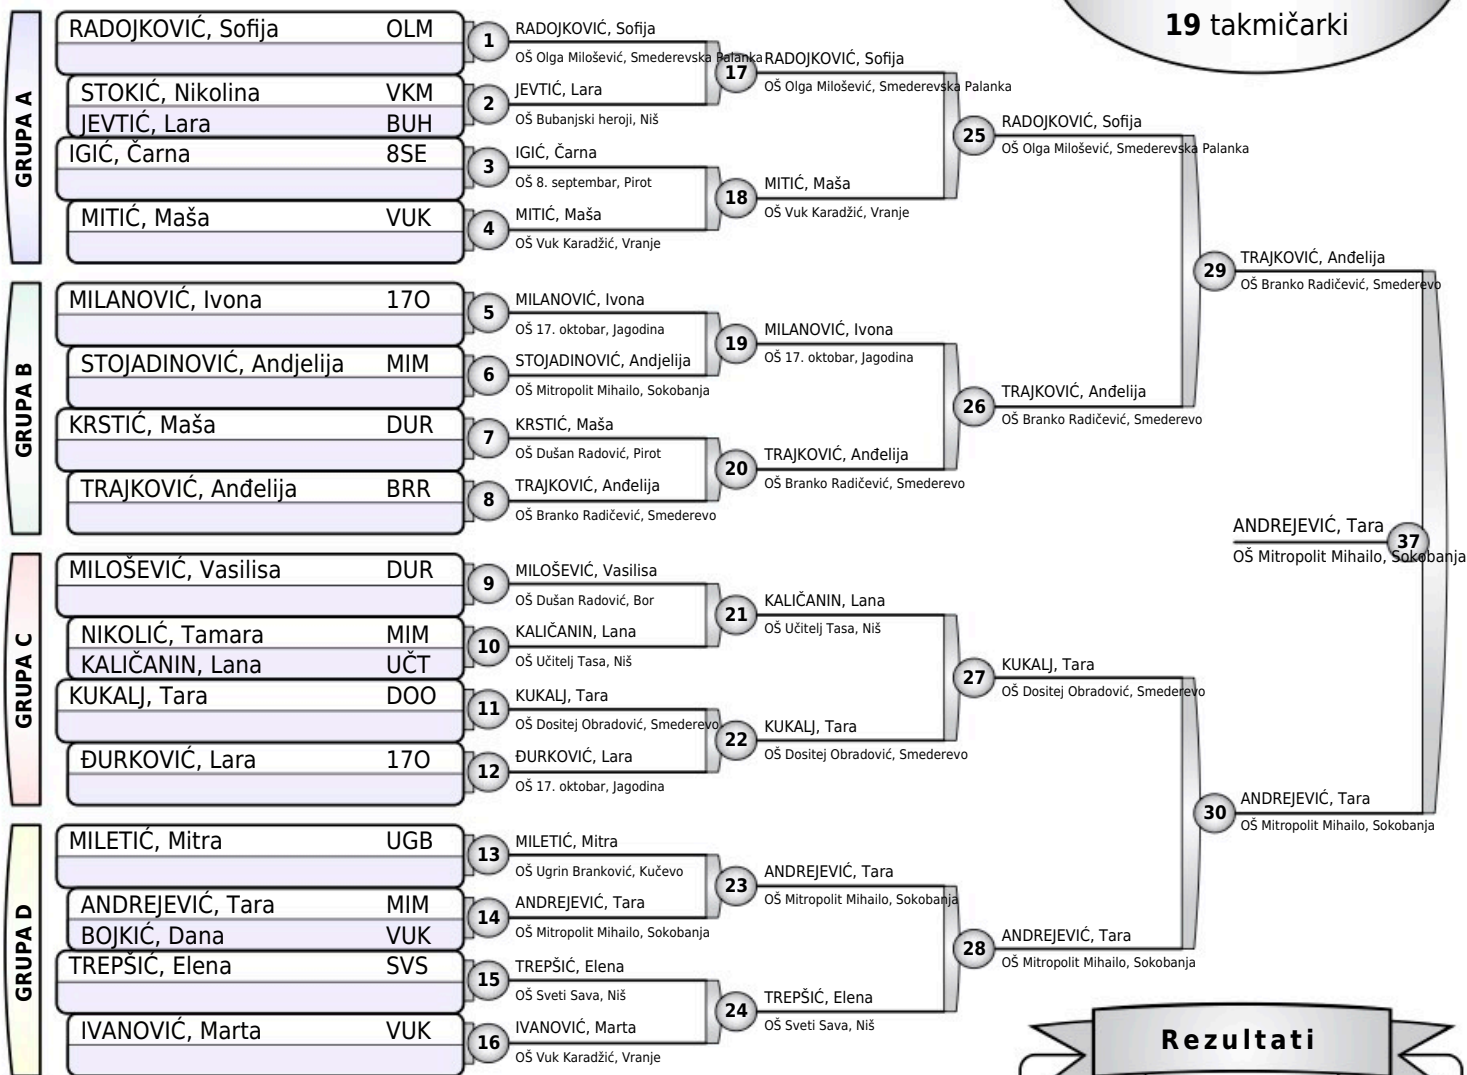 19 takmičarki
GRUPA A
RADOJKOVIĆ, Sofija OLM
STOKIĆ, Nikolina VKM
JEVTIĆ, Lara BUH
IGIĆ, Čarna 8SE
MITIĆ, Maša VUK
GRUPA B
MILANOVIĆ, Ivona 17O
STOJADINOVIĆ, Andjelija MIM
KRSTIĆ, Maša DUR
TRAJKOVIĆ, Anđelija BRR
GRUPA C
MILOŠEVIĆ, Vasilisa DUR
NIKOLIĆ, Tamara MIM
KALIČANIN, Lana UČT
KUKALJ, Tara DOO
ĐURKOVIĆ, Lara 17O
GRUPA D
MILETIĆ, Mitra UGB
ANDREJEVIĆ, Tara MIM
BOJKIĆ, Dana VUK
TREPŠIĆ, Elena SVS
IVANOVIĆ, Marta VUK
1 RADOJKOVIĆ, Sofija
OŠ Olga Milošević, Smederevska Palanka
2 JEVTIĆ, Lara
OŠ Bubanjski heroji, Niš
3 IGIĆ, Čarna
OŠ 8. septembar, Pirot
4 MITIĆ, Maša
OŠ Vuk Karadžić, Vranje
5 MILANOVIĆ, Ivona
OŠ 17. oktobar, Jagodina
6 STOJADINOVIĆ, Andjelija
OŠ Mitropolit Mihailo, Sokobanja
7 KRSTIĆ, Maša
OŠ Dušan Radović, Pirot
8 TRAJKOVIĆ, Anđelija
OŠ Branko Radičević, Smederevo
9 MILOŠEVIĆ, Vasilisa
OŠ Dušan Radović, Bor
10 KALIČANIN, Lana
OŠ Učitelj Tasa, Niš
11 KUKALJ, Tara
OŠ Dositej Obradović, Smederevo
12 ĐURKOVIĆ, Lara
OŠ 17. oktobar, Jagodina
13 MILETIĆ, Mitra
OŠ Ugrin Branković, Kučevo
14 ANDREJEVIĆ, Tara
OŠ Mitropolit Mihailo, Sokobanja
15 TREPŠIĆ, Elena
OŠ Sveti Sava, Niš
16 IVANOVIĆ, Marta
OŠ Vuk Karadžić, Vranje
17 RADOJKOVIĆ, Sofija
OŠ Olga Milošević, Smederevska Palanka
18 MITIĆ, Maša
OŠ Vuk Karadžić, Vranje
19 MILANOVIĆ, Ivona
OŠ 17. oktobar, Jagodina
20 TRAJKOVIĆ, Anđelija
OŠ Branko Radičević, Smederevo
21 KALIČANIN, Lana
OŠ Učitelj Tasa, Niš
22 KUKALJ, Tara
OŠ Dositej Obradović, Smederevo
23 ANDREJEVIĆ, Tara
OŠ Mitropolit Mihailo, Sokobanja
24 TREPŠIĆ, Elena
OŠ Sveti Sava, Niš
25 RADOJKOVIĆ, Sofija
OŠ Olga Milošević, Smederevska Palanka
26 TRAJKOVIĆ, Anđelija
OŠ Branko Radičević, Smederevo
27 KUKALJ, Tara
OŠ Dositej Obradović, Smederevo
28 ANDREJEVIĆ, Tara
OŠ Mitropolit Mihailo, Sokobanja
29 TRAJKOVIĆ, Anđelija
OŠ Branko Radičević, Smederevo
30 ANDREJEVIĆ, Tara
OŠ Mitropolit Mihailo, Sokobanja
ANDREJEVIĆ, Tara 37
OŠ Mitropolit Mihailo, Sokobanja
Rezultati